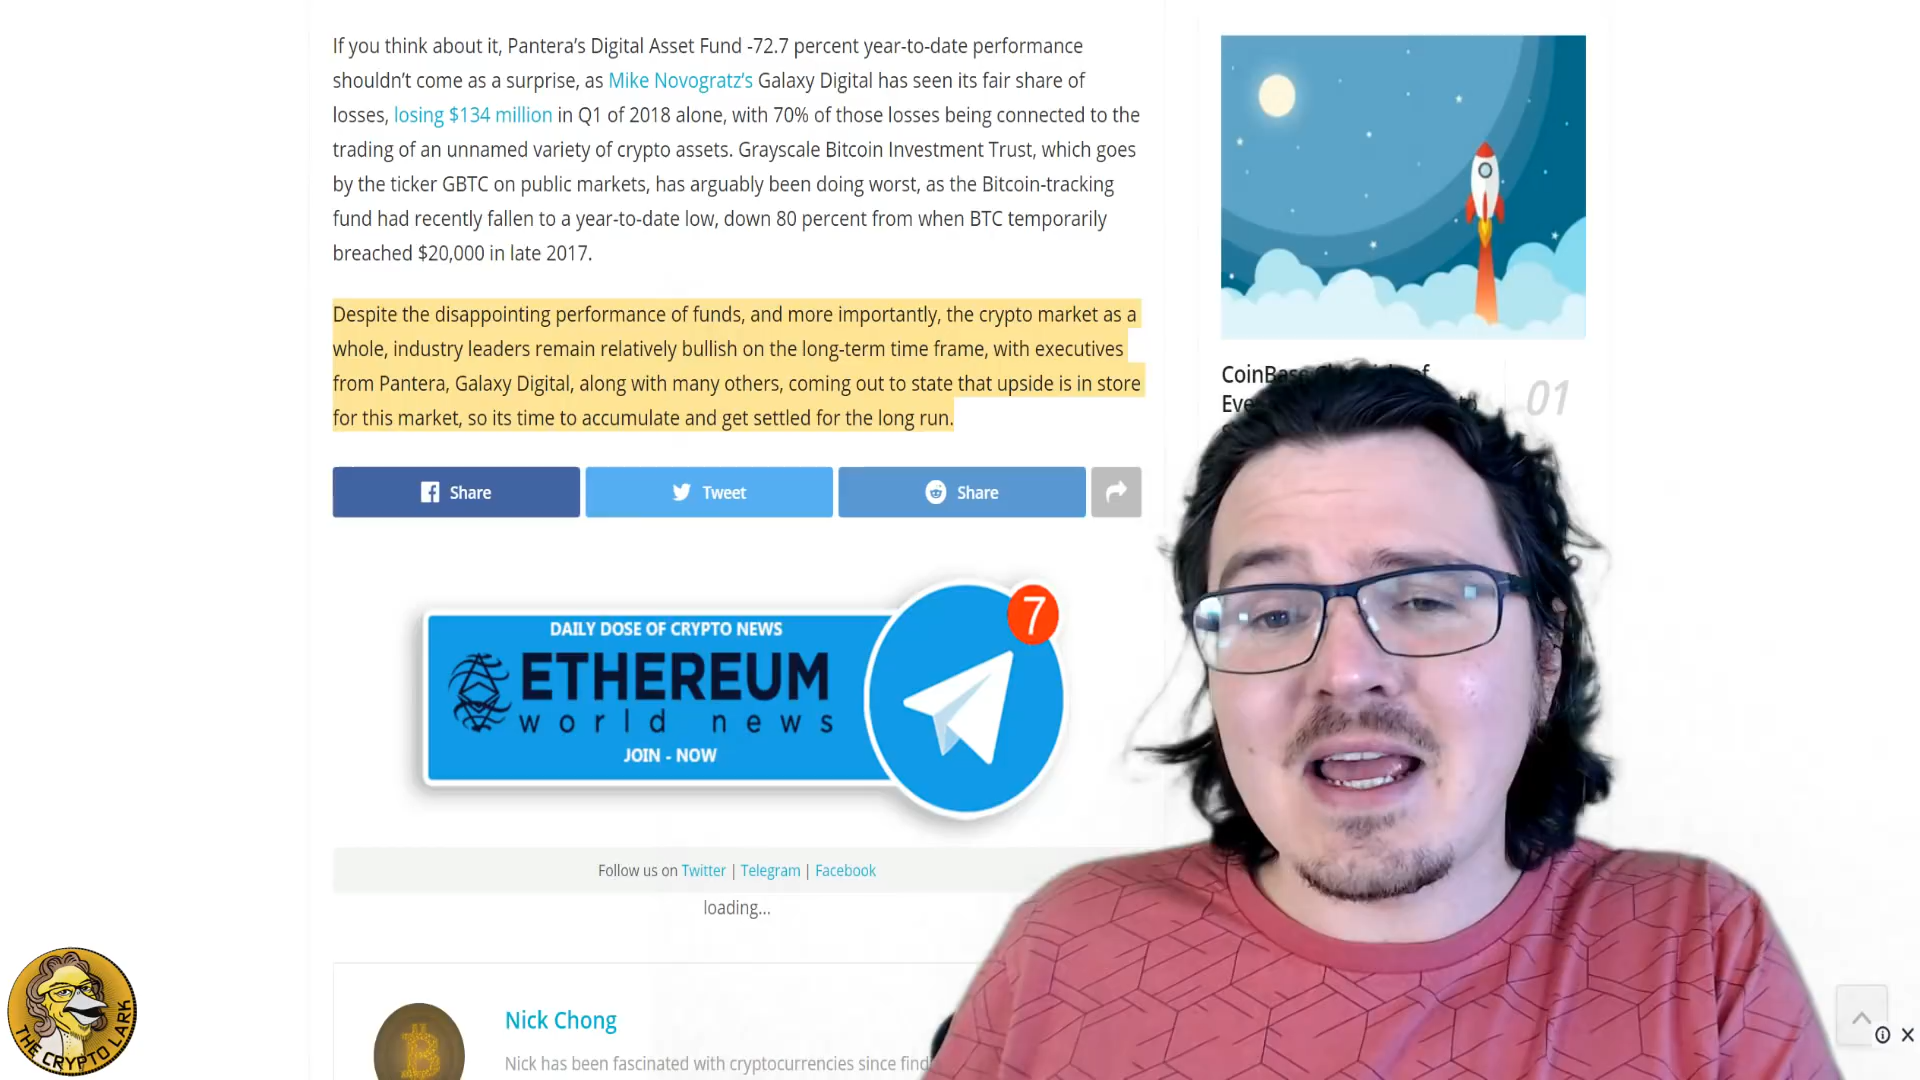 If you think about it, Pantera’s Digital Asset Fund -72.7 percent year-to-date performance
shouldn’t come as a surprise, as Mike Novogratz’s Galaxy Digital has seen its fair share of
losses, losing $134 million in Q1 of 2018 alone, with 70% of those losses being connected to the
trading of an unnamed variety of crypto assets. Grayscale Bitcoin Investment Trust, which goes
by the ticker GBTC on public markets, has arguably been doing worst, as the Bitcoin-tracking
fund had recently fallen to a year-to-date low, down 80 percent from when BTC temporarily
breached $20,000 in late 2017.
Despite the disappointing performance of funds, and more importantly, the crypto market as a
whole, industry leaders remain relatively bullish on the long-term time frame, with executives
from Pantera, Galaxy Digital, along with many others, coming out to state that upside is in store
for this market, so its time to accumulate and get settled for the long run.
Share
Tweet
Share
DAILY DOSE OF CRYPTO NEWS
ETHEREUM
world news
JOIN - NOW
7
Follow us on Twitter | Telegram | Facebook
loading...
Nick Chong
Nick has been fascinated with cryptocurrencies since
CoinBase of
01
to
THE CRYPTO LARK